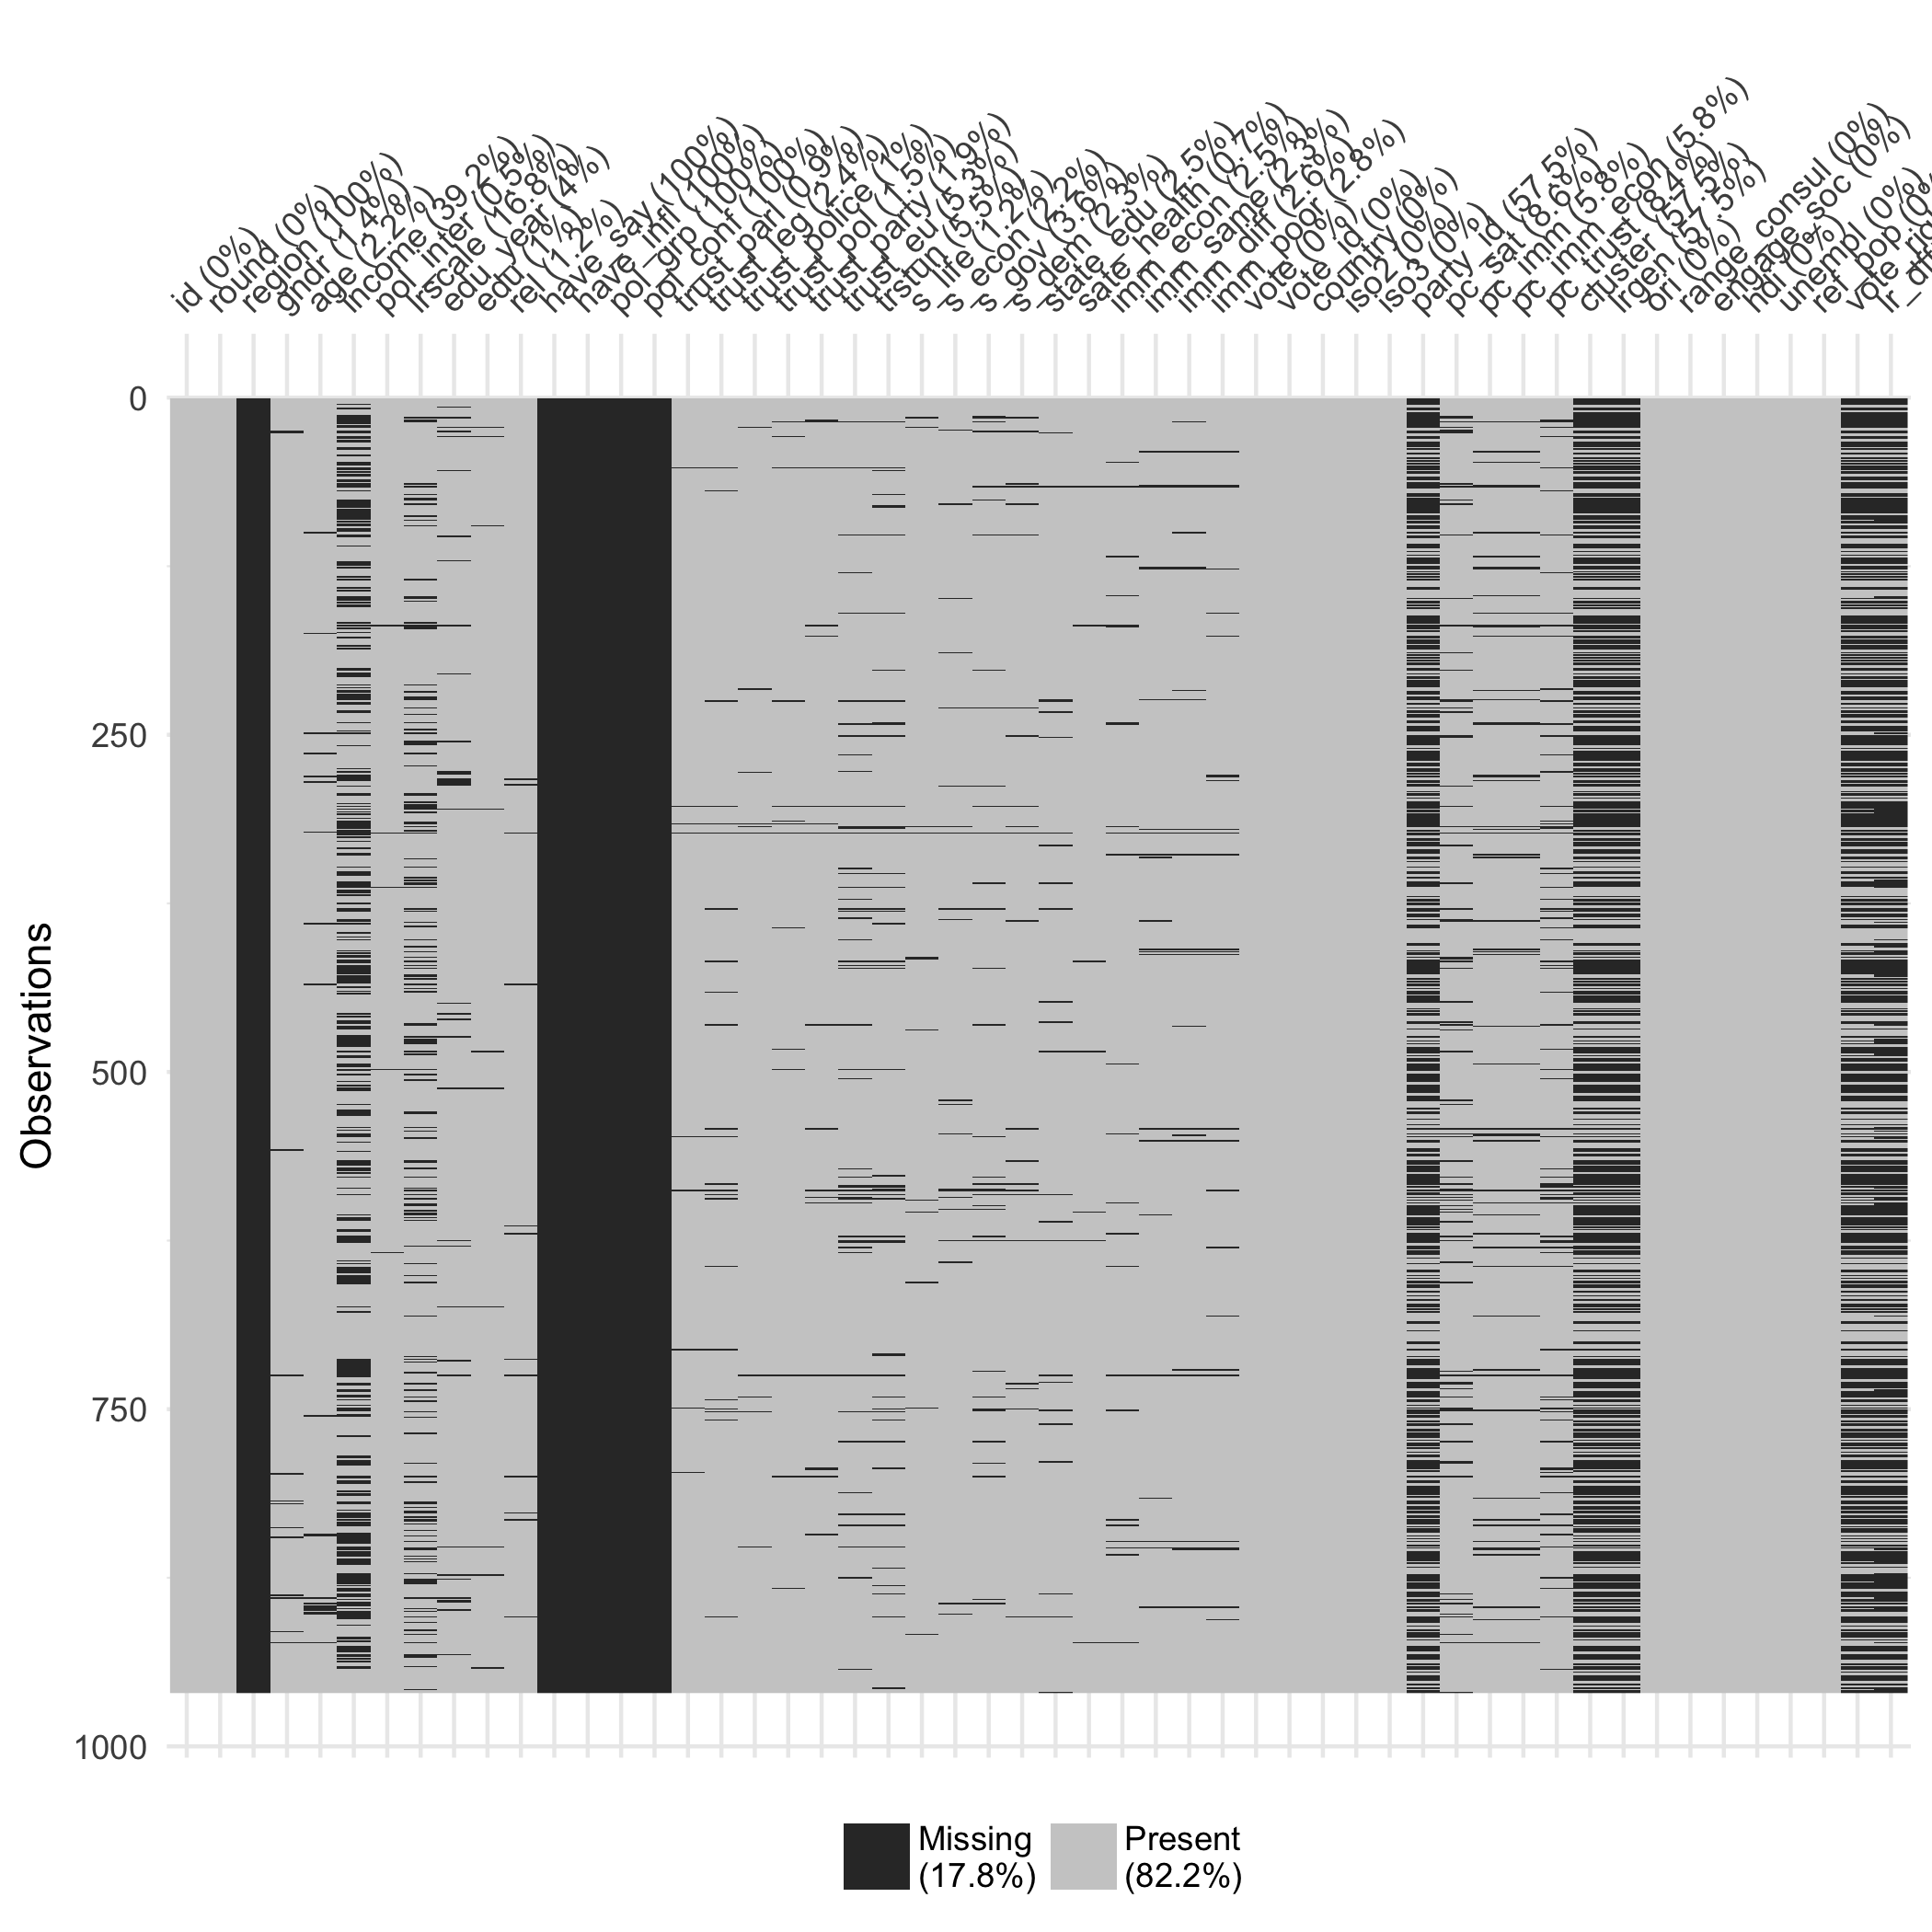 id (0%)
round (0%)
region (100%)
gndr (1.4%)
age (2.2%)
income (39.2%)
pol_inter (0.5%)
lrscale (16.8%)
edu_year (4%)
edu (1%)
rel (1.2%)
have_say (100%)
have_infl (100%)
pol_grp (100%)
pol_conf (100%)
trust_parl (0.9%)
trust_leg (2.4%)
trust_police (1%)
trust_pol (1.5%)
trust_party (1.9%)
trust_eu (5.3%)
trstun (5.5%)
s_life (1.2%)
s_econ (2.2%)
s_gov (3.6%)
s_dem (2.3%)
state_edu (2.5%)
sate_health (0.7%)
imm_econ (2.5%)
imm_same (2.3%)
imm_diff (2.6%)
imm_poor (2.8%)
vote (0%)
vote_id (0%)
country (0%)
iso2 (0%)
iso3 (0%)
party_id (57.5%)
pc_sat (8.6%)
pc_imm (5.8%)
pc_imm_econ (5.8%)
pc_trust (8.4%)
cluster (57.5%)
lrgen (57.5%)
ori (0%)
range_consul (0%)
engage_soc (0%)
hdi (0%)
unempl (0%)
ref_pop (0
0
250
500
750
1000
Observations
Missing
(17.8%)
Present
(82.2%)